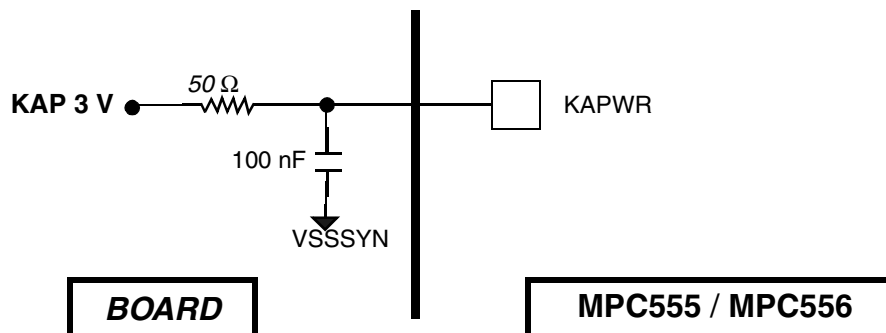 50 Ω
KAP 3 V
KAPWR
100 nF
VSSSYN
BOARD
MPC555 / MPC556